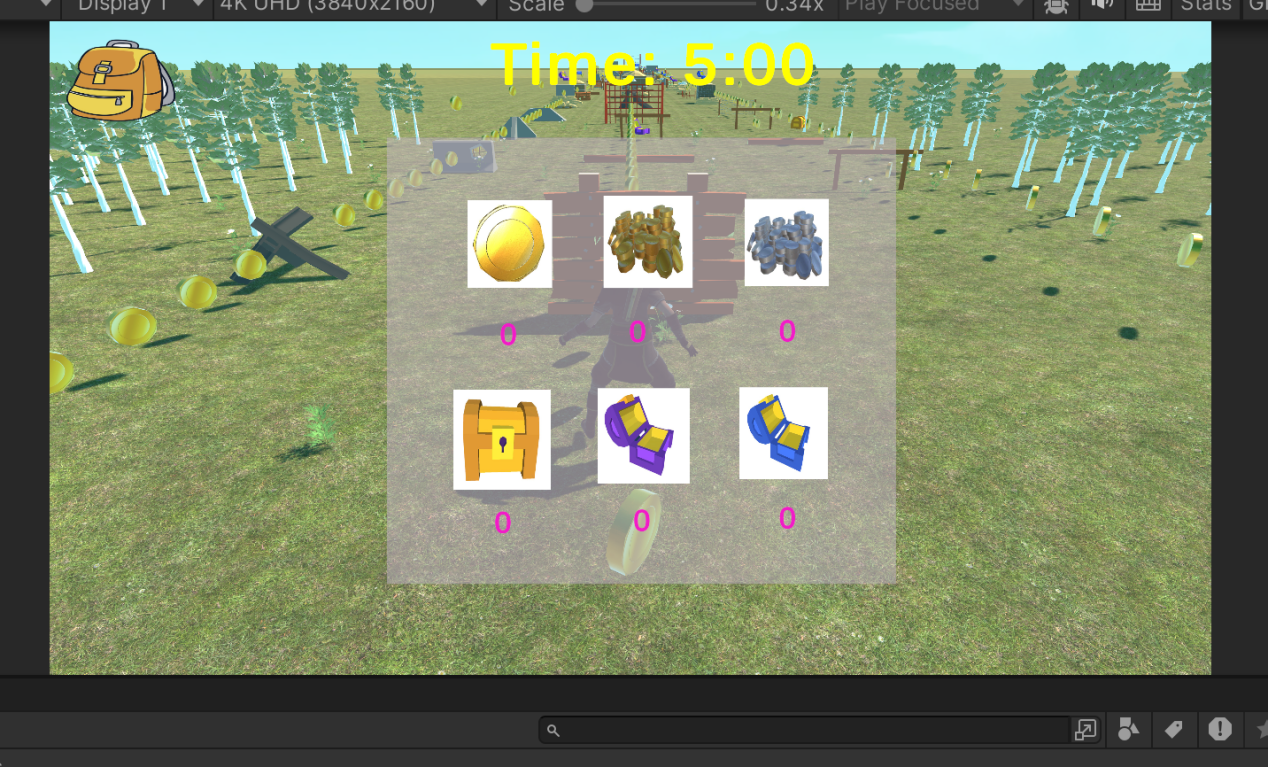 Display 1 4K UHD (3840x2160) Scale 0.34x Play Focused Stats
Time: 5:00
0 0 0
0 0 0